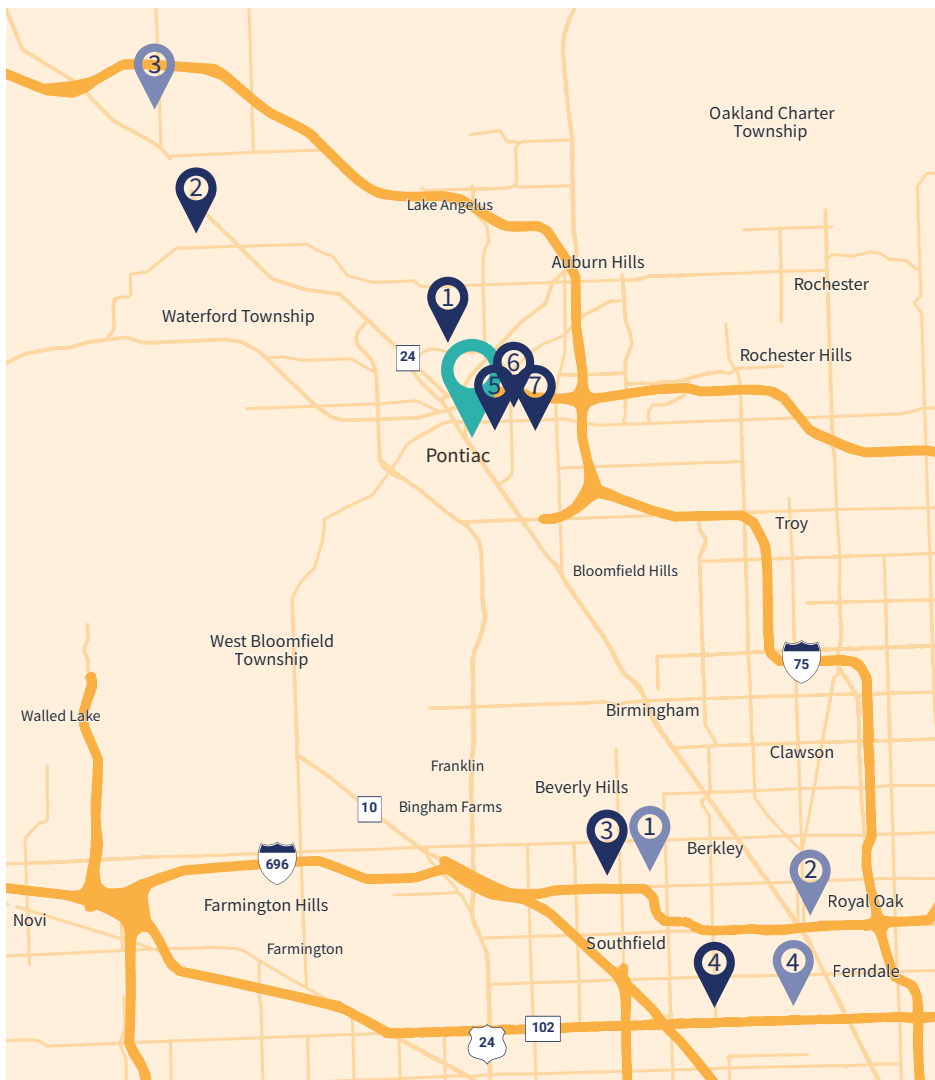 3
Oakland Charter
Township
2
Lake Angelus
Auburn Hills
Rochester
1
Waterford Township
24
6
Rochester Hills
5
7
Pontiac
Troy
Bloomfield Hills
West Bloomfield
Township
75
Walled Lake
Birmingham
Clawson
Franklin
Beverly Hills
10
Bingham Farms
3
1
Berkley
696
2
Farmington Hills
Royal Oak
Novi
Farmington
Southfield
4
4
Ferndale
102
24